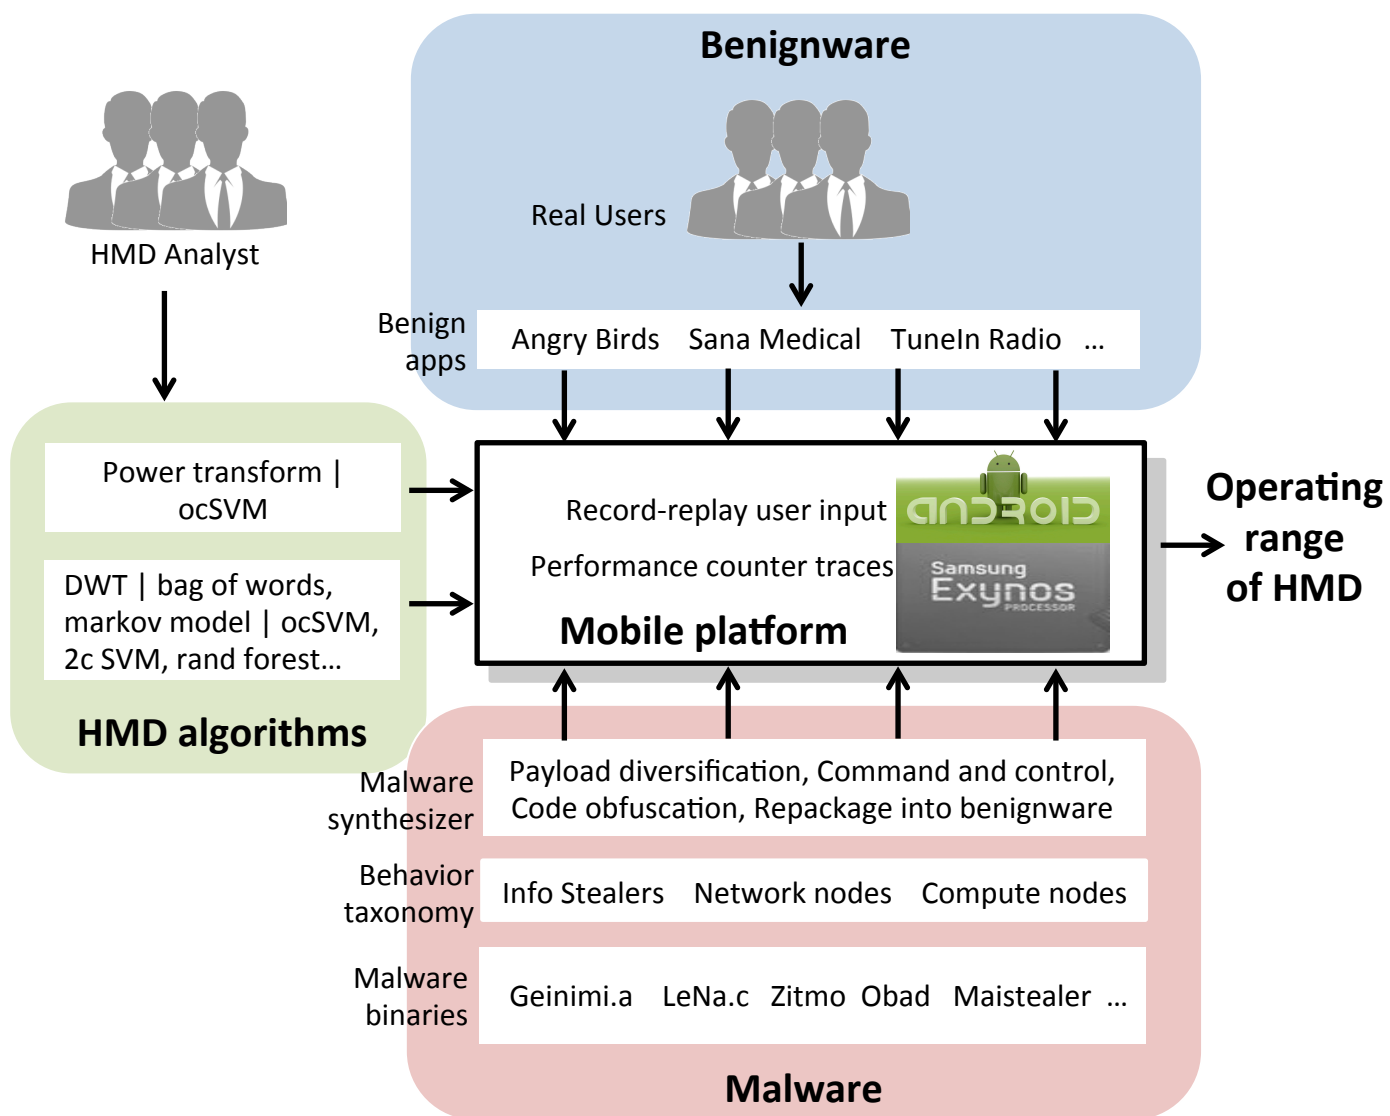 Benignware
HMD Analyst
Real Users
Benign
apps
Angry Birds Sana Medical TuneIn Radio ...
Power transform |
ocSVM
DWT | bag of words,
markov model | ocSVM,
2c SVM, rand forest...
HMD algorithms
Record-replay user input
Performance counter traces
Mobile platform
ANDROID
Samsung
Exynos
PROCESSOR
Operating
range
of HMD
Malware
synthesizer
Payload diversification, Command and control,
Code obfuscation, Repackage into benignware
Behavior
taxonomy
Info Stealers Network nodes Compute nodes
Malware
binaries
Geinimi.a LeNa.c Zitmo Obad Maistealer ...
Malware